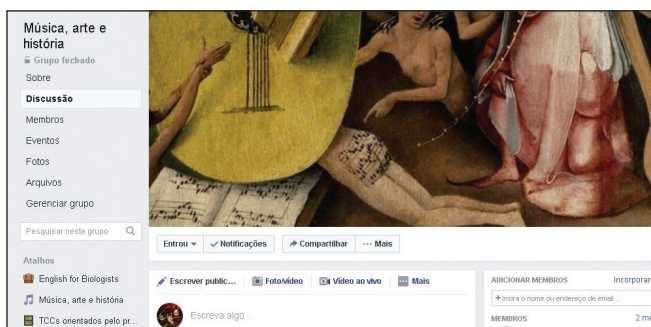 Música, arte e
história
Grupo fechado
Sobre
Discussão
Membros
Eventos
Fotos
Arquivos
Gerenciar grupo
Pesquisar neste grupo
Atalhos
English for Biologists
Música, arte e história
TCCs orientados pelo pr...
Entrou Notificações Compartilhar ··· Mais
Escrever public... Foto/vídeo Vídeo ao vivo Mais
Escreva algo...
ADICIONAR MEMBROS Incorporar
+ Insira o nome ou endereço de email...
MEMBROS 2